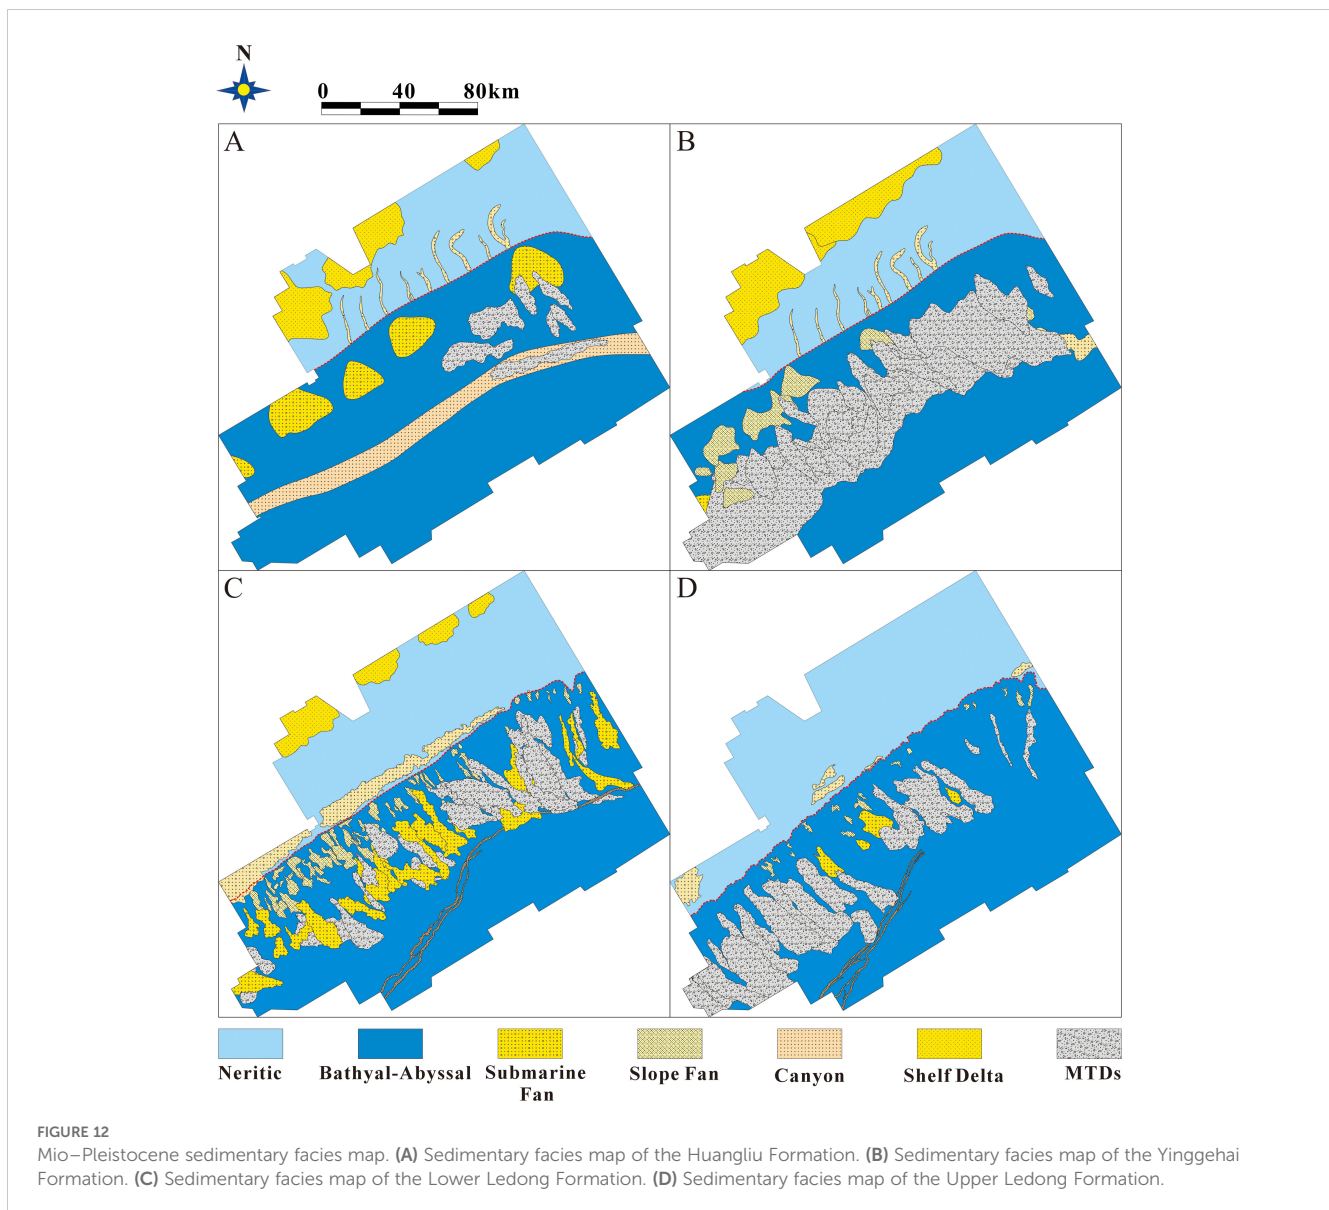 N
0 40 80km
A
B
C
D
Neritic
Bathyal-Abyssal
Submarine
Fan
Slope Fan
Canyon
Shelf Delta
MTDs
FIGURE 12
Mio–Pleistocene sedimentary facies map. (A) Sedimentary facies map of the Huangliu Formation. (B) Sedimentary facies map of the Yinggehai
Formation. (C) Sedimentary facies map of the Lower Ledong Formation. (D) Sedimentary facies map of the Upper Ledong Formation.